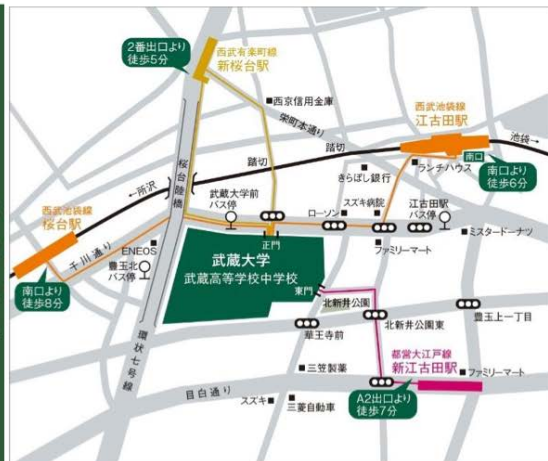 2番出口より
徒歩5分
西武有楽町線
新桜台駅
西京信用金庫
栄町本通り
西武池袋線
江古田駅
池袋→
踏切
踏切
南口
ランチハウス
きらぼし銀行
南口より
徒歩6分
←所沢
桜台陸橋
武蔵大学前
バス停
ローソン
スズキ病院
江古田駅
バス停
西武池袋線
桜台駅
千川通り
ENEOS
豊玉北
バス停
正門
武蔵大学
武蔵高等学校中学校
ファミリーマート
ミスタードーナツ
南口より
徒歩8分
東門
北新井公園
環状七号線
華王寺前
北新井公園東
豊玉上一丁目
三笠製薬
都営大江戸線
新江古田駅
ファミリーマート
目白通り
スズキ
三菱自動車
A2出口より
徒歩7分